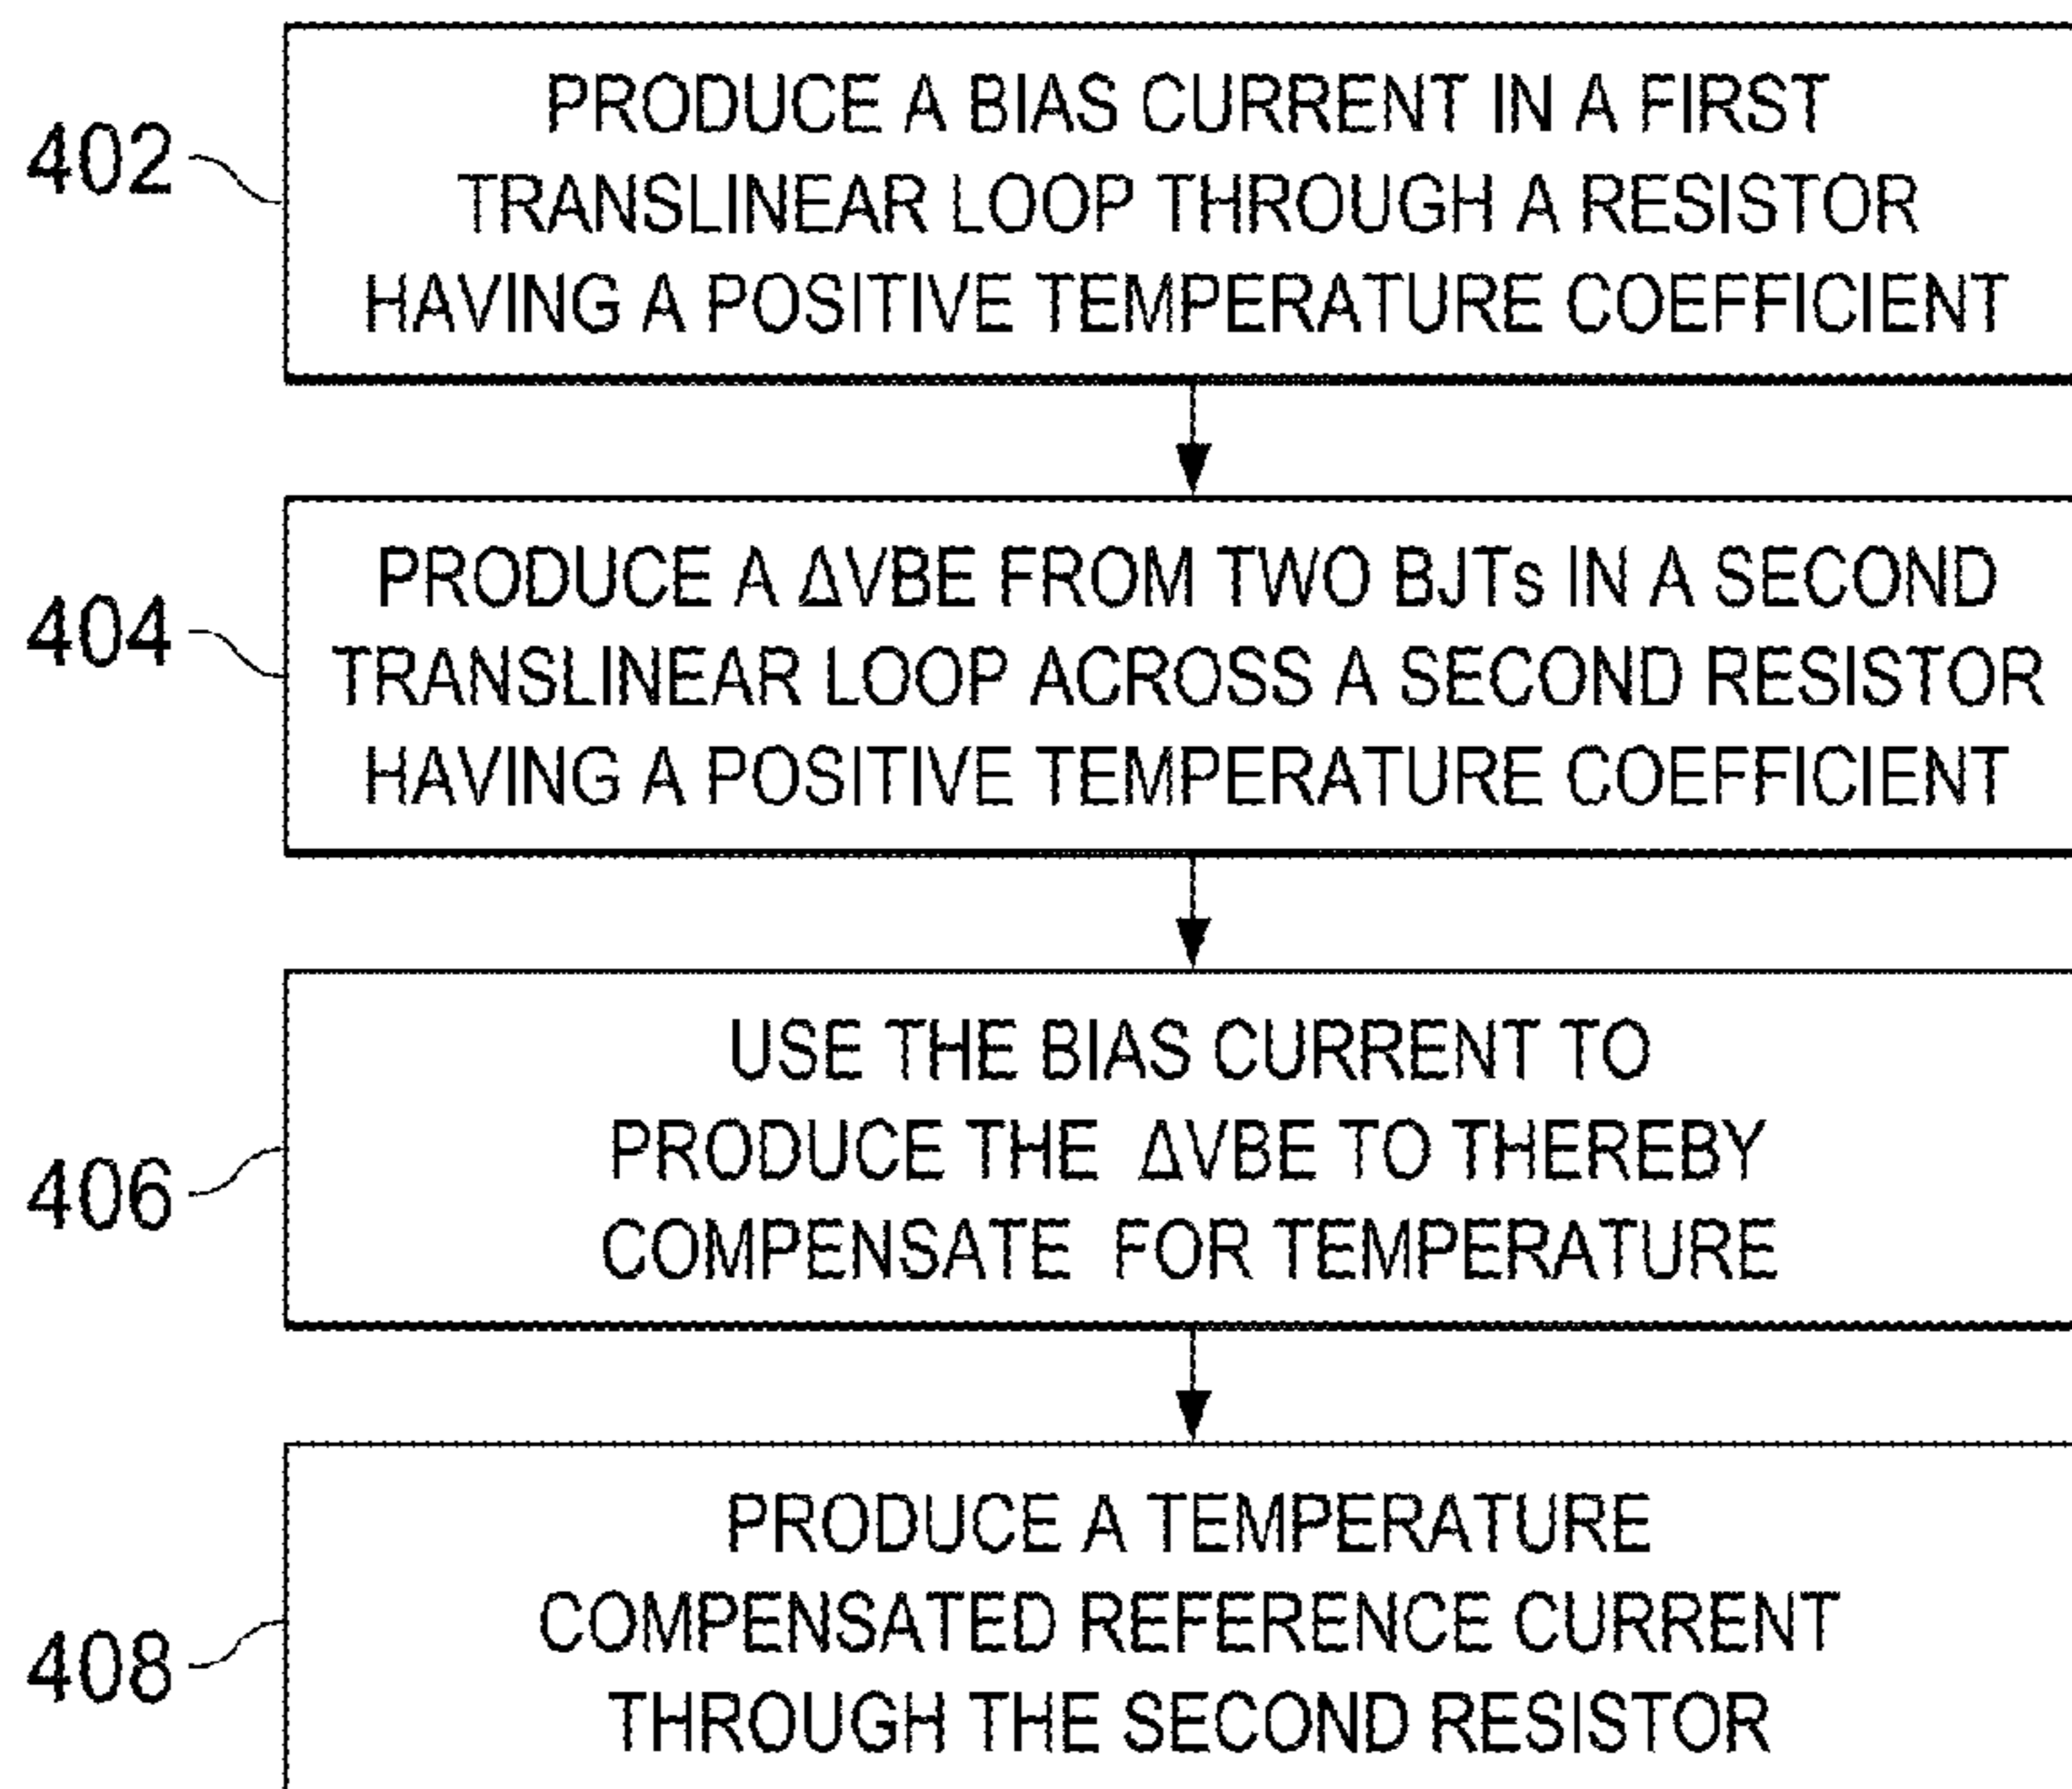 402
PRODUCE A BIAS CURRENT IN A FIRST
TRANSLINEAR LOOP THROUGH A RESISTOR
HAVING A POSITIVE TEMPERATURE COEFFICIENT
404
PRODUCE A ΔVBE FROM TWO BJTs IN A SECOND
TRANSLINEAR LOOP ACROSS A SECOND RESISTOR
HAVING A POSITIVE TEMPERATURE COEFFICIENT
406
USE THE BIAS CURRENT TO
PRODUCE THE ΔVBE TO THEREBY
COMPENSATE FOR TEMPERATURE
408
PRODUCE A TEMPERATURE
COMPENSATED REFERENCE CURRENT
THROUGH THE SECOND RESISTOR